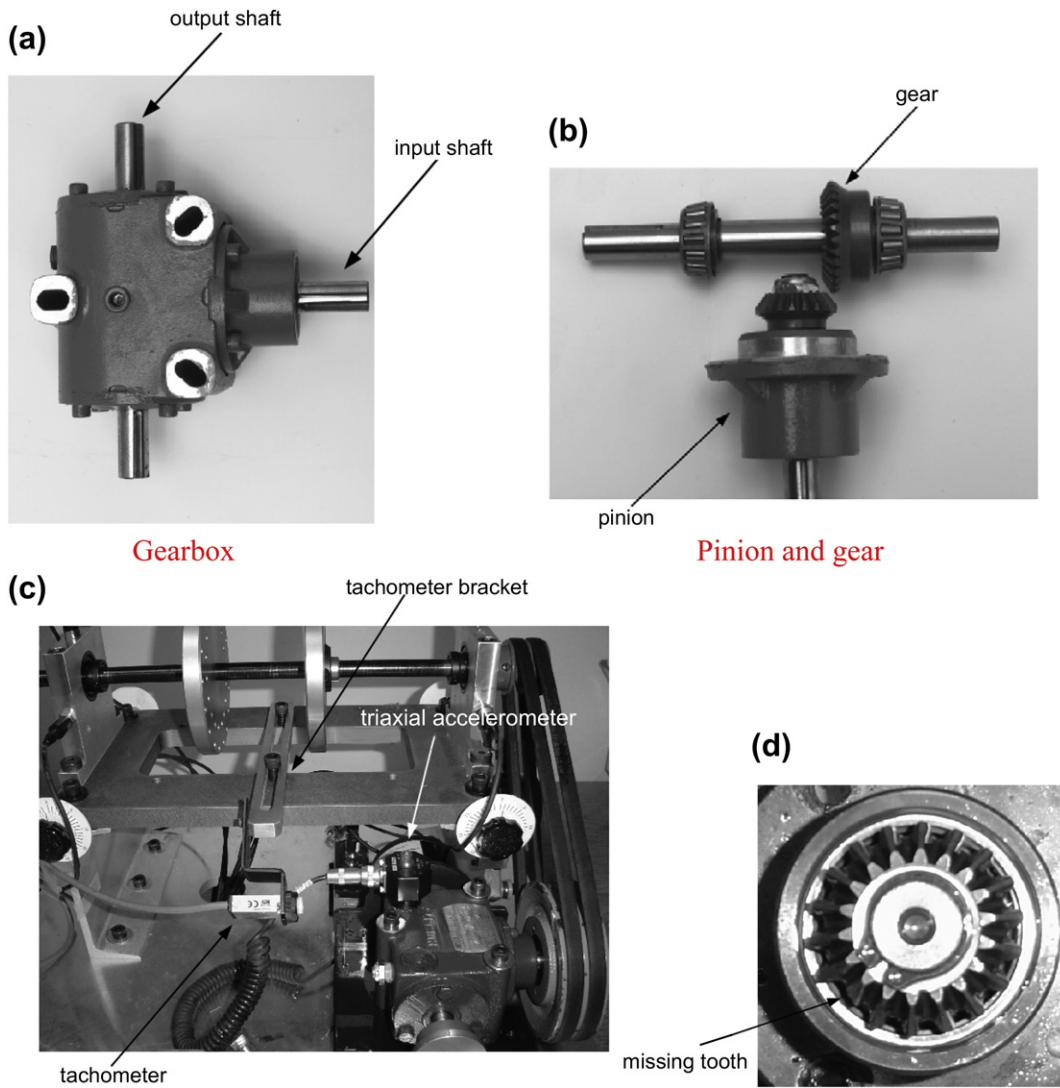 (a)
output shaft
input shaft
Gearbox
(b)
gear
pinion
Pinion and gear
(c)
tachometer bracket
triaxial accelerometer
tachometer
(d)
missing tooth